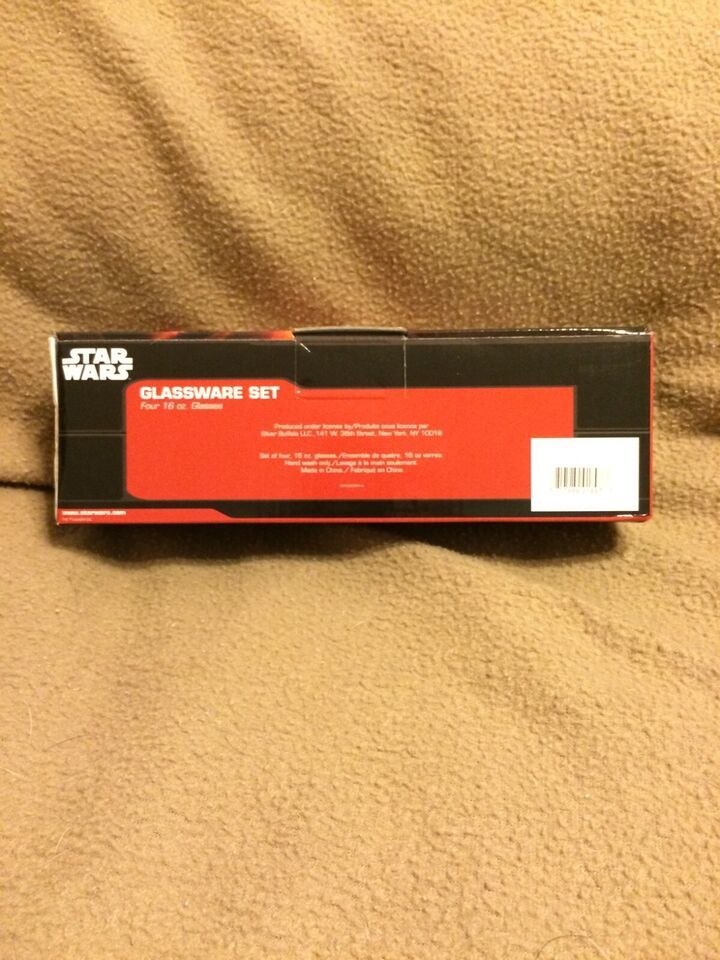 STAR
WARS
GLASSWARE SET
Four 16 oz. Glasses
Produced under license by/Produits sous licence par
Silver Buffalo LLC., 141 W. 36th Street, New York, NY 10018
Set of four, 16 oz. glasses./Ensemble de quatre, 16 oz verres
Hand wash only./Lavage à la main seulement.
Made in China./ Fabriqué en Chine.
www.starwars.com